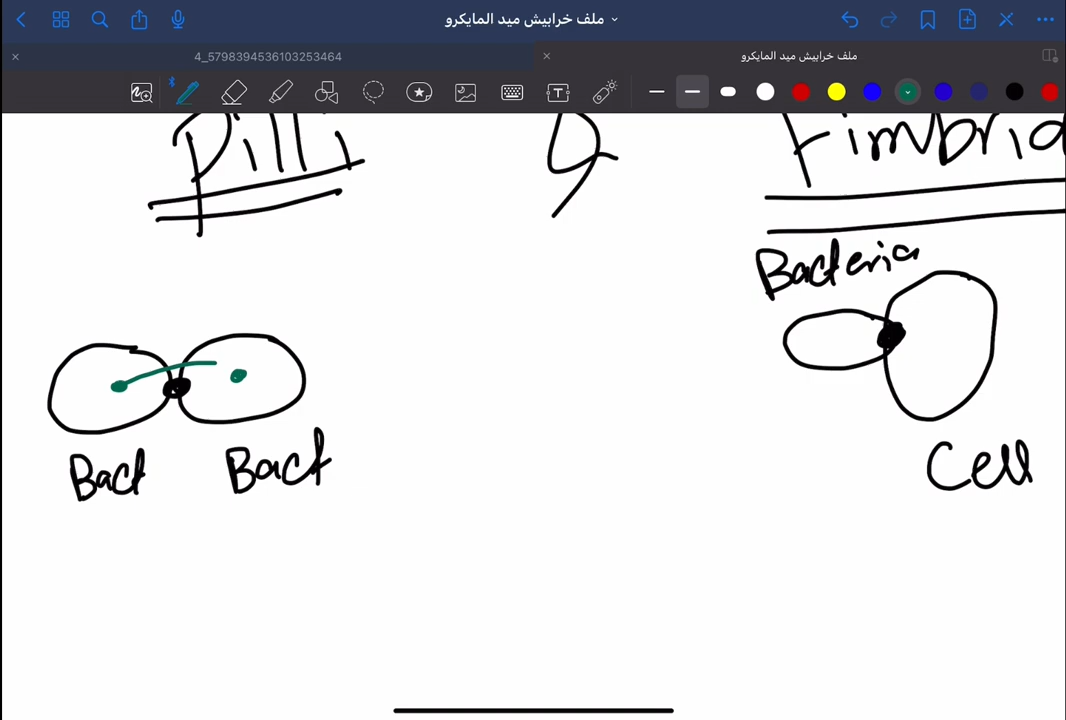 ملف خرابيش ميد المايكرو
4_5798394536103253464
ملف خرابيش ميد المايكرو
T
Pilli & Fimbria
Bacteria
Bact Bact
Cell